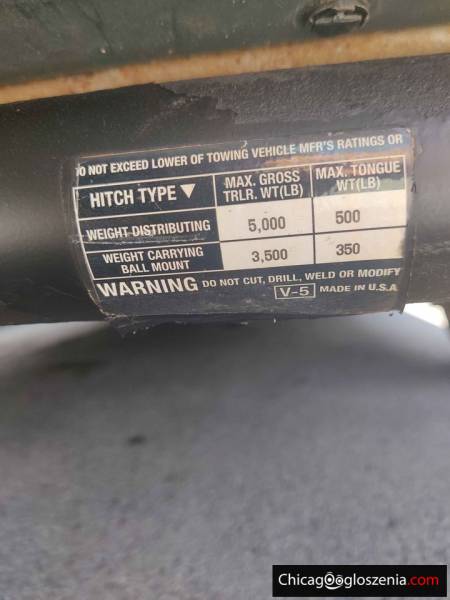 DO NOT EXCEED LOWER OF TOWING VEHICLE MFR'S RATINGS OR
HITCH TYPE ▼ MAX. GROSS TRLR. WT(LB) MAX. TONGUE WT(LB)
WEIGHT DISTRIBUTING 5,000 500
WEIGHT CARRYING BALL MOUNT 3,500 350
WARNING DO NOT CUT, DRILL, WELD OR MODIFY
V-5 MADE IN U.S.A
ChicagoOgloszenia.com